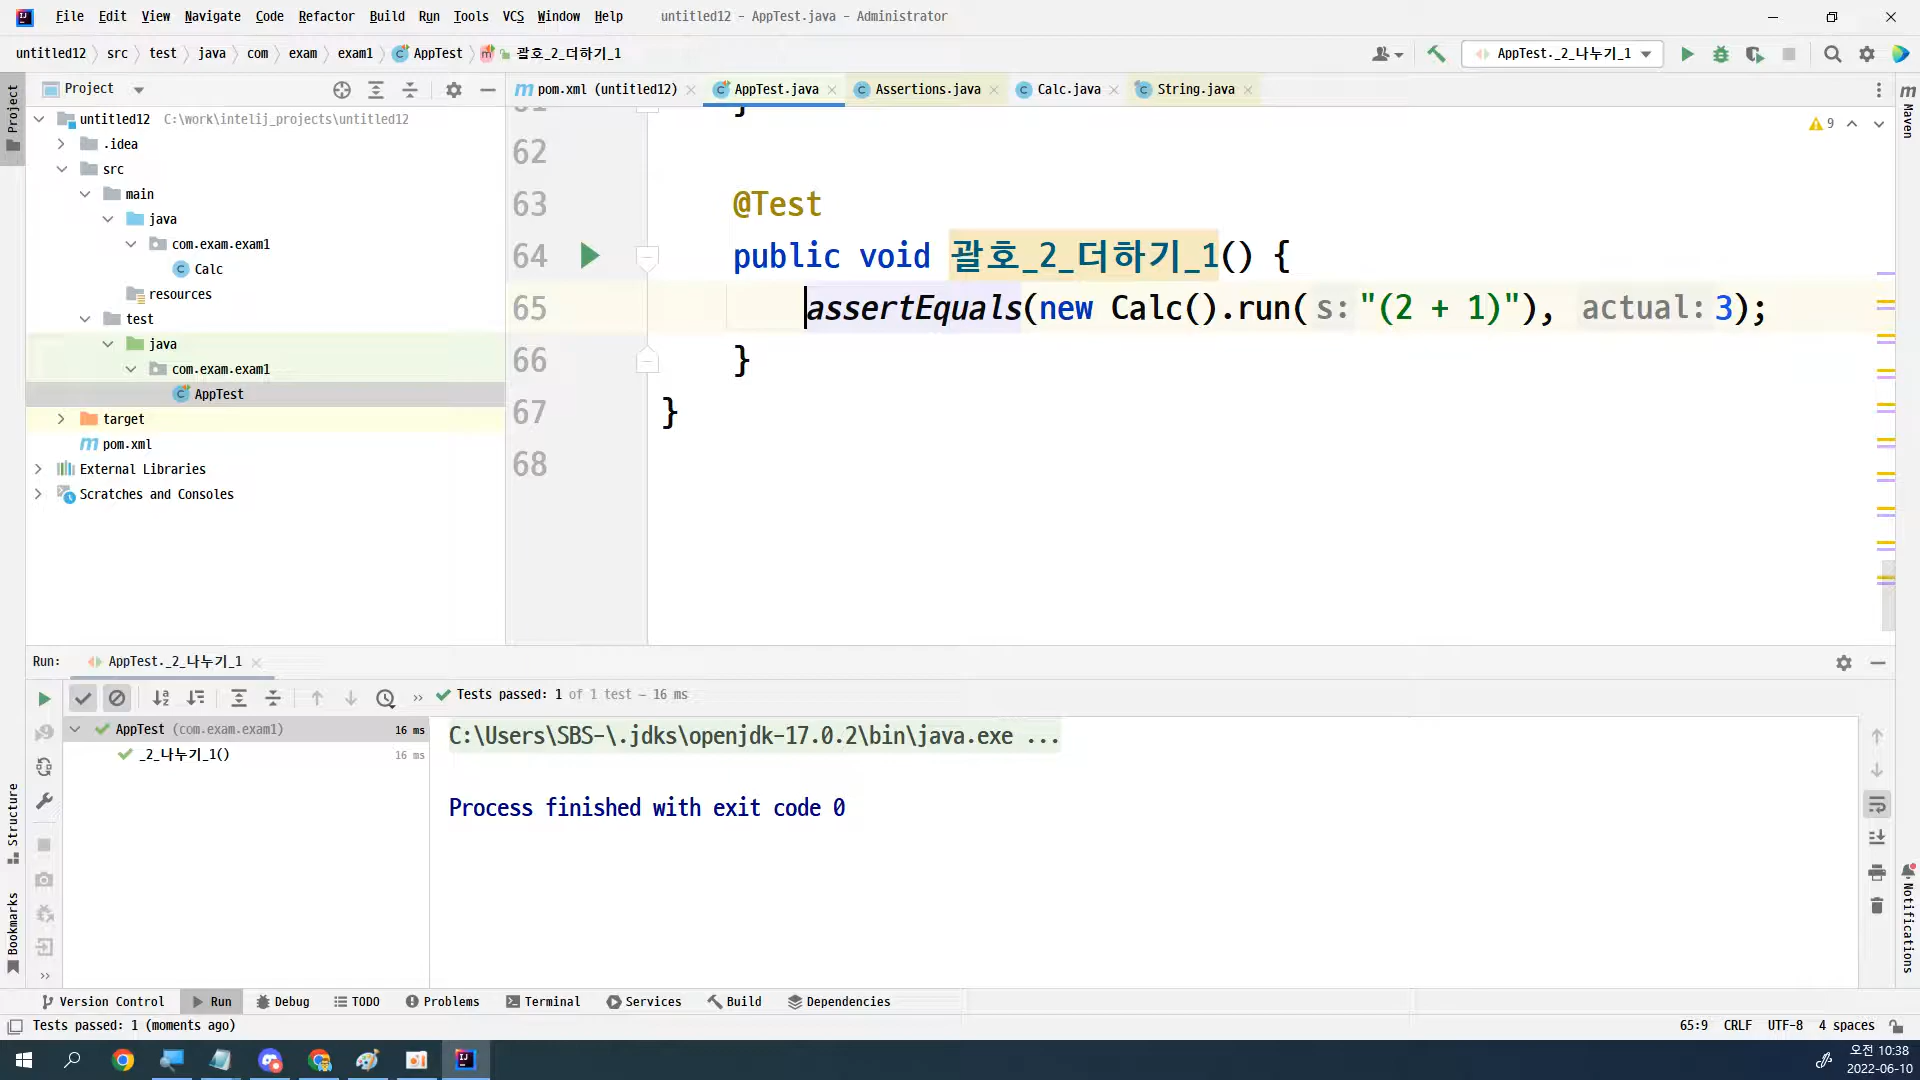 File Edit View Navigate Code Refactor Build Run Tools VCS Window Help untitled12 - AppTest.java - Administrator
untitled12 src test java com exam exam1 AppTest 괄호_2_더하기_1 AppTest._2_나누기_1
Project pom.xml (untitled12) AppTest.java Assertions.java Calc.java String.java
untitled12 C:\work\intelij_projects\untitled12
.idea
src
main
java
com.exam.exam1
Calc
resources
test
java
com.exam.exam1
AppTest
target
pom.xml
External Libraries
Scratches and Consoles
}
62
63 @Test
64 public void 괄호_2_더하기_1() {
65 assertEquals(new Calc().run( s: "(2 + 1)"), actual: 3);
66 }
67 }
68
9
Project
Structure
Bookmarks
Maven
Notifications
Run: AppTest._2_나누기_1
Tests passed: 1 of 1 test – 16 ms
AppTest (com.exam.exam1) 16 ms
_2_나누기_1() 16 ms
C:\Users\SBS-\.jdks\openjdk-17.0.2\bin\java.exe ...
Process finished with exit code 0
Version Control Run Debug TODO Problems Terminal Services Build Dependencies
Tests passed: 1 (moments ago) 65:9 CRLF UTF-8 4 spaces
오전 10:38
2022-06-10